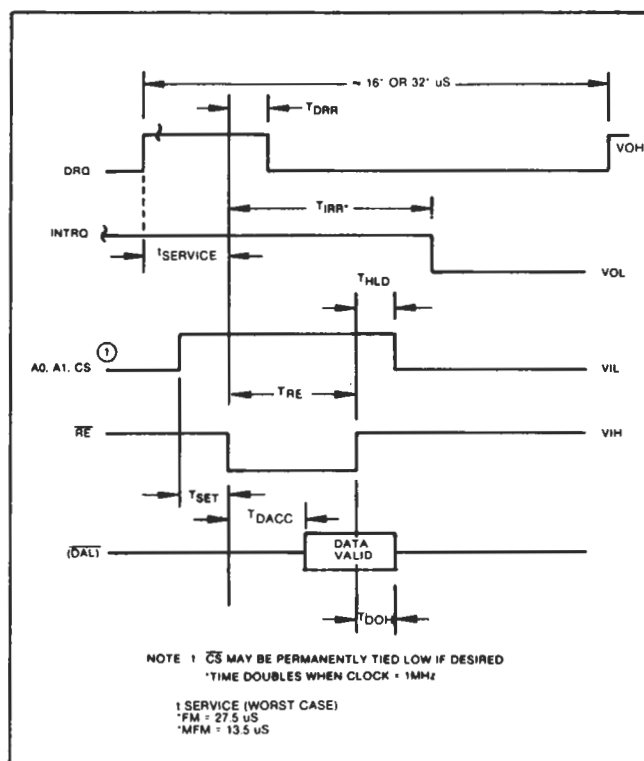 ~ 16* OR 32* uS
TDRR
DRQ
VOH
TIRR*
INTRQ
tSERVICE
VOL
THLD
1
A0, A1, CS
VIL
TRE
RE
VIH
TSET
TDACC
(DAL)
DATA
VALID
TDOH
NOTE 1 CS MAY BE PERMANENTLY TIED LOW IF DESIRED
*TIME DOUBLES WHEN CLOCK = 1MHz
t SERVICE (WORST CASE)
*FM = 27.5 uS
*MFM = 13.5 uS